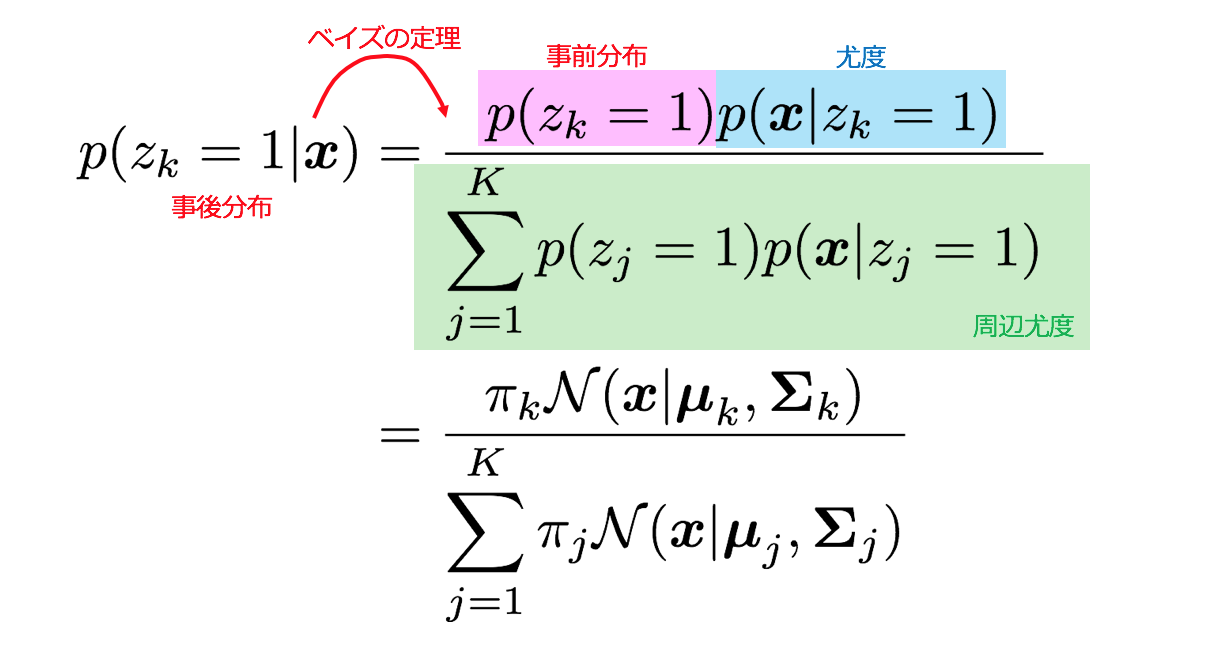 ベイズの定理
事前分布 尤度
$p(z_k = 1|\boldsymbol{x}) = \dfrac{p(z_k = 1)p(\boldsymbol{x}|z_k = 1)}{\sum_{j=1}^{K} p(z_j = 1)p(\boldsymbol{x}|z_j = 1)}$
事後分布
周辺尤度
$= \dfrac{\pi_k \mathcal{N}(\boldsymbol{x}|\boldsymbol{\mu}_k, \boldsymbol{\Sigma}_k)}{\sum_{j=1}^{K} \pi_j \mathcal{N}(\boldsymbol{x}|\boldsymbol{\mu}_j, \boldsymbol{\Sigma}_j)}$